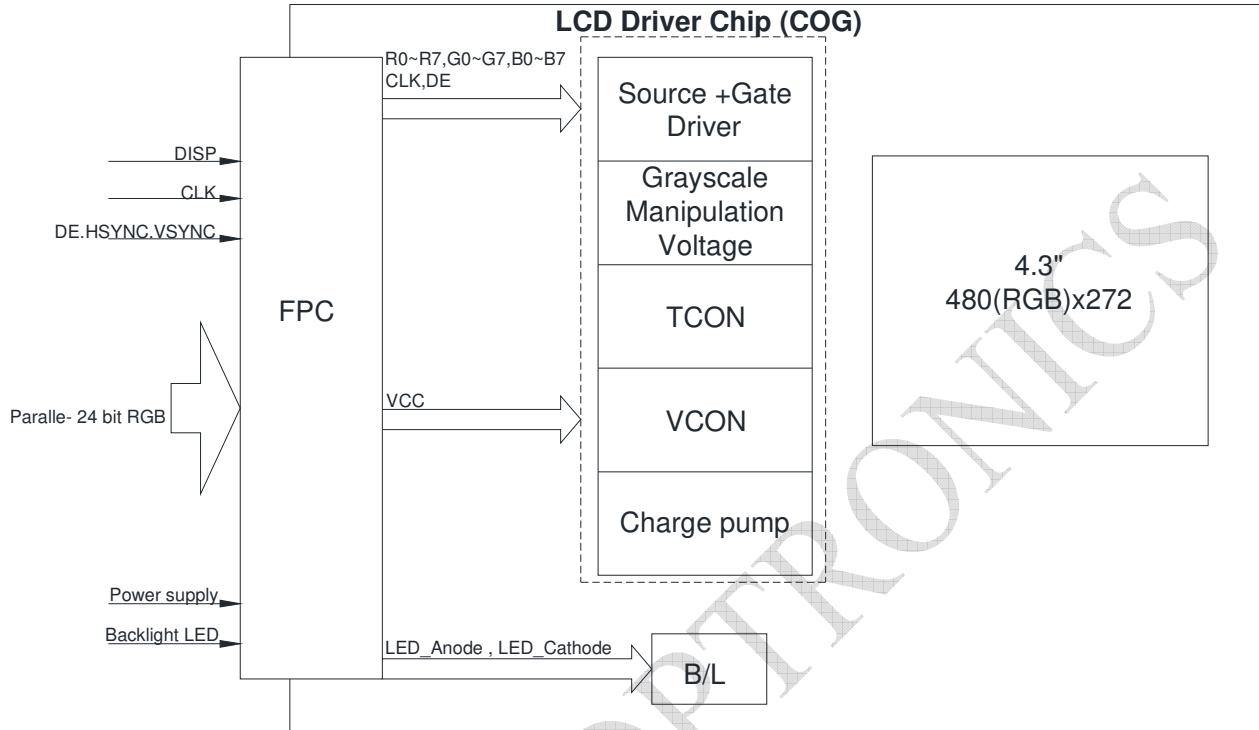 LCD Driver Chip (COG)
R0~R7,G0~G7,B0~B7
CLK,DE
Source +Gate
Driver
DISP
Grayscale
Manipulation
Voltage
CLK
DE.HSYNC.VSYNC
4.3"
480(RGB)x272
FPC
TCON
Paralle- 24 bit RGB
VCC
VCON
Charge pump
Power supply
Backlight LED
LED_Anode , LED_Cathode
B/L
OPTRONICS